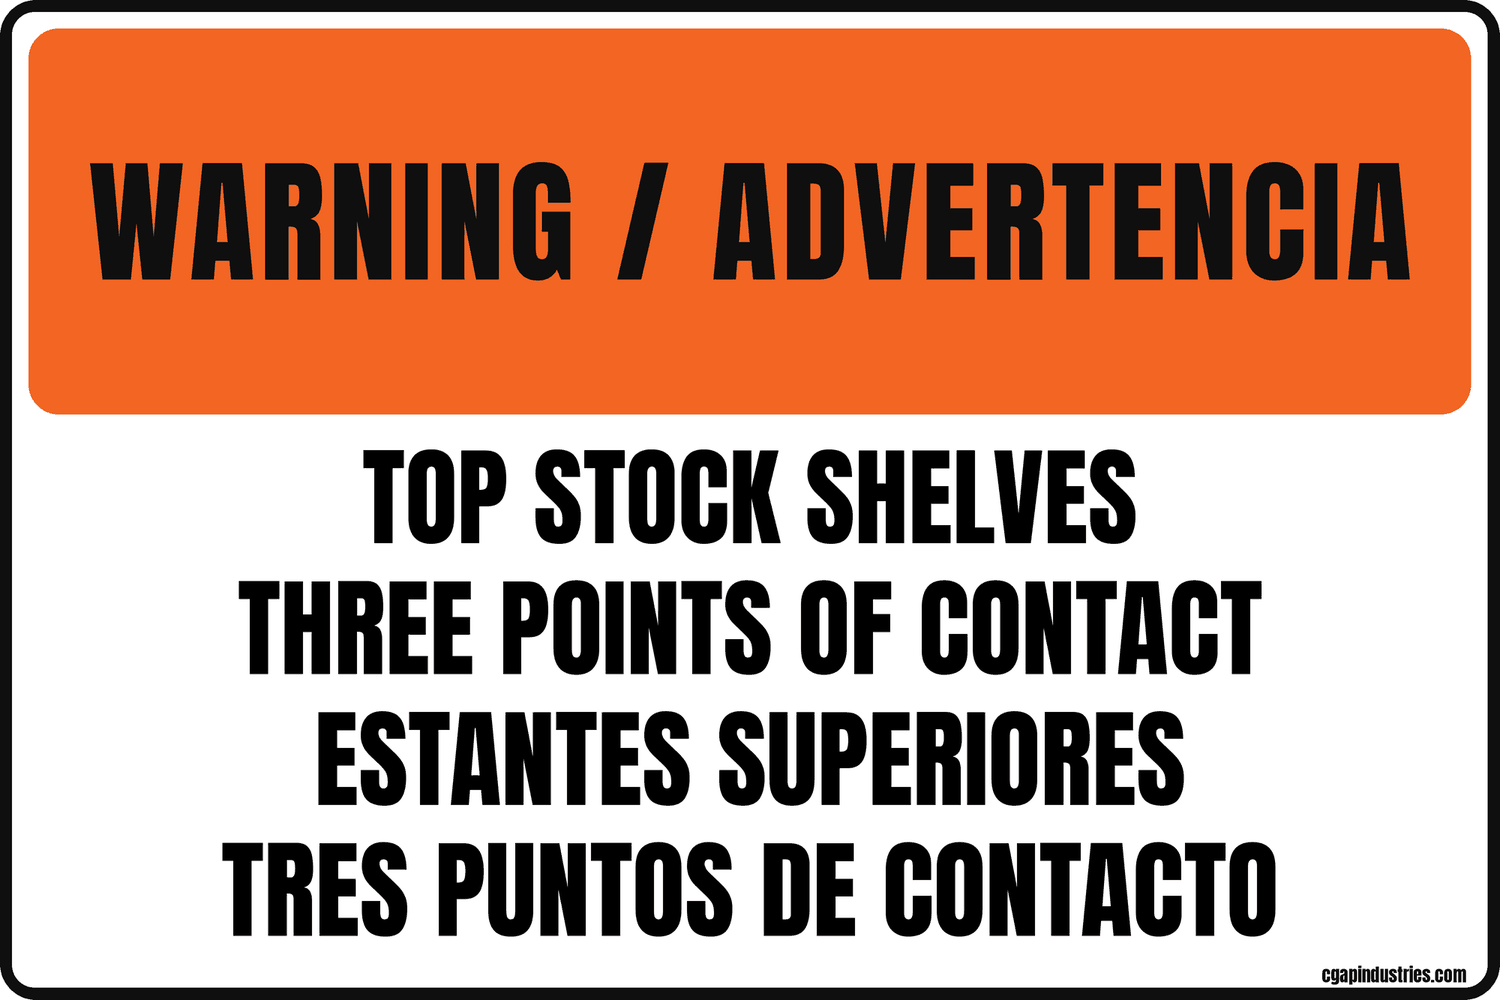 WARNING / ADVERTENCIA
TOP STOCK SHELVES
THREE POINTS OF CONTACT
ESTANTES SUPERIORES
TRES PUNTOS DE CONTACTO
cgapindustries.com